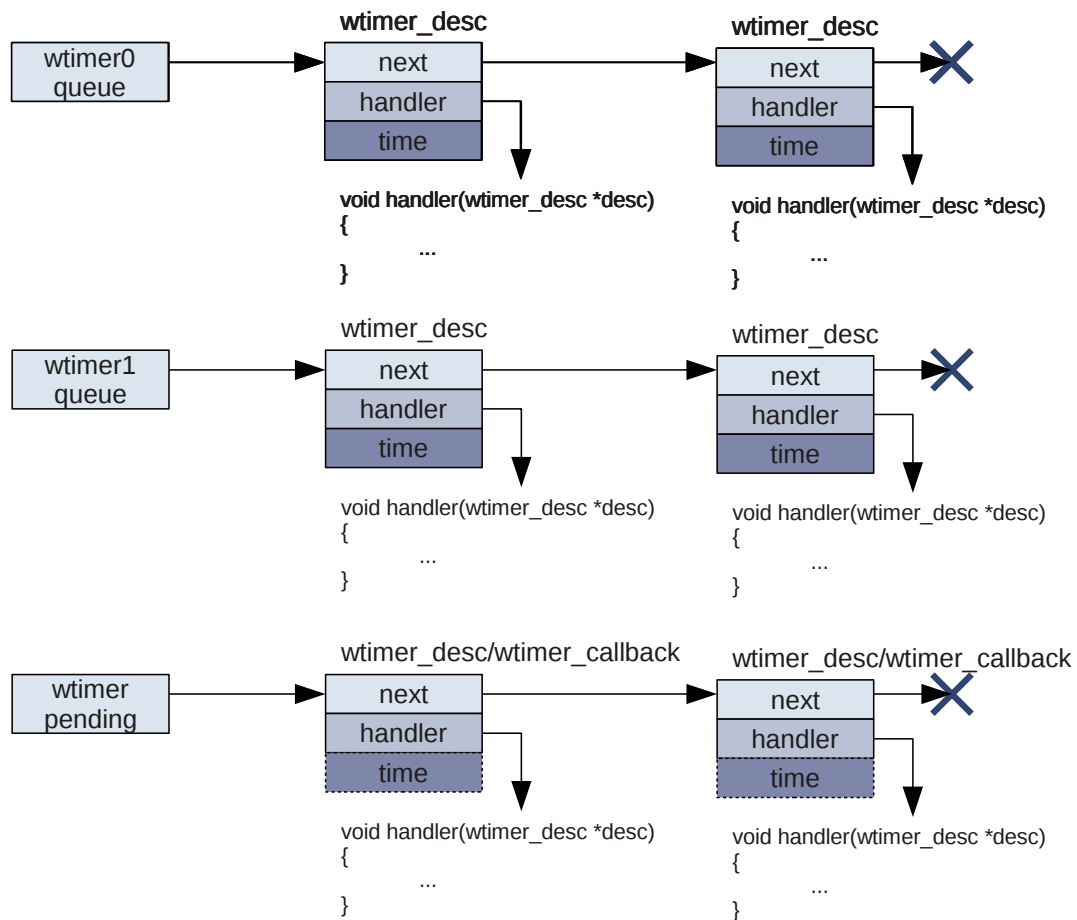 wtimer_desc
wtimer_desc
wtimer0
queue
next
handler
time
next
handler
time
void handler(wtimer_desc *desc)
{
...
}
void handler(wtimer_desc *desc)
{
...
}
wtimer_desc
wtimer_desc
wtimer1
queue
next
handler
time
next
handler
time
void handler(wtimer_desc *desc)
{
...
}
void handler(wtimer_desc *desc)
{
...
}
wtimer_desc/wtimer_callback
wtimer_desc/wtimer_callback
wtimer
pending
next
handler
time
next
handler
time
void handler(wtimer_desc *desc)
{
...
}
void handler(wtimer_desc *desc)
{
...
}